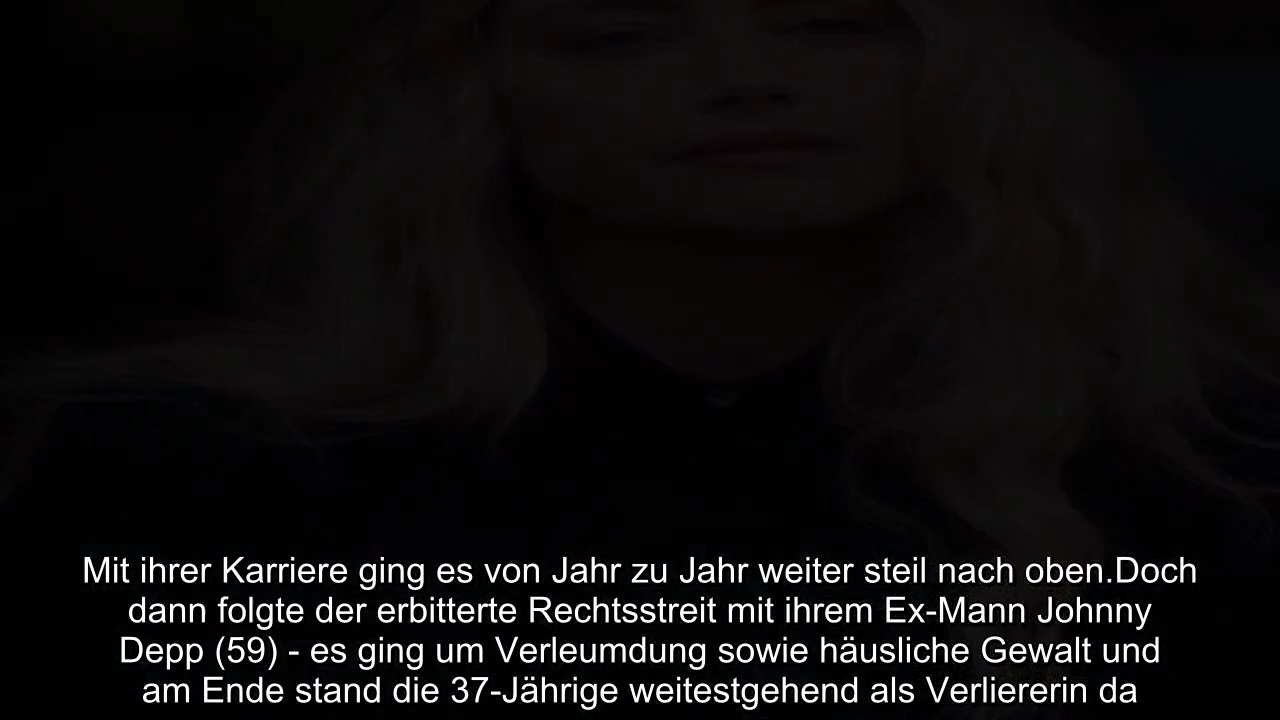 Mit ihrer Karriere ging es von Jahr zu Jahr weiter steil nach oben.Doch
dann folgte der erbitterte Rechtsstreit mit ihrem Ex-Mann Johnny
Depp (59) - es ging um Verleumdung sowie häusliche Gewalt und
am Ende stand die 37-Jährige weitestgehend als Verliererin da